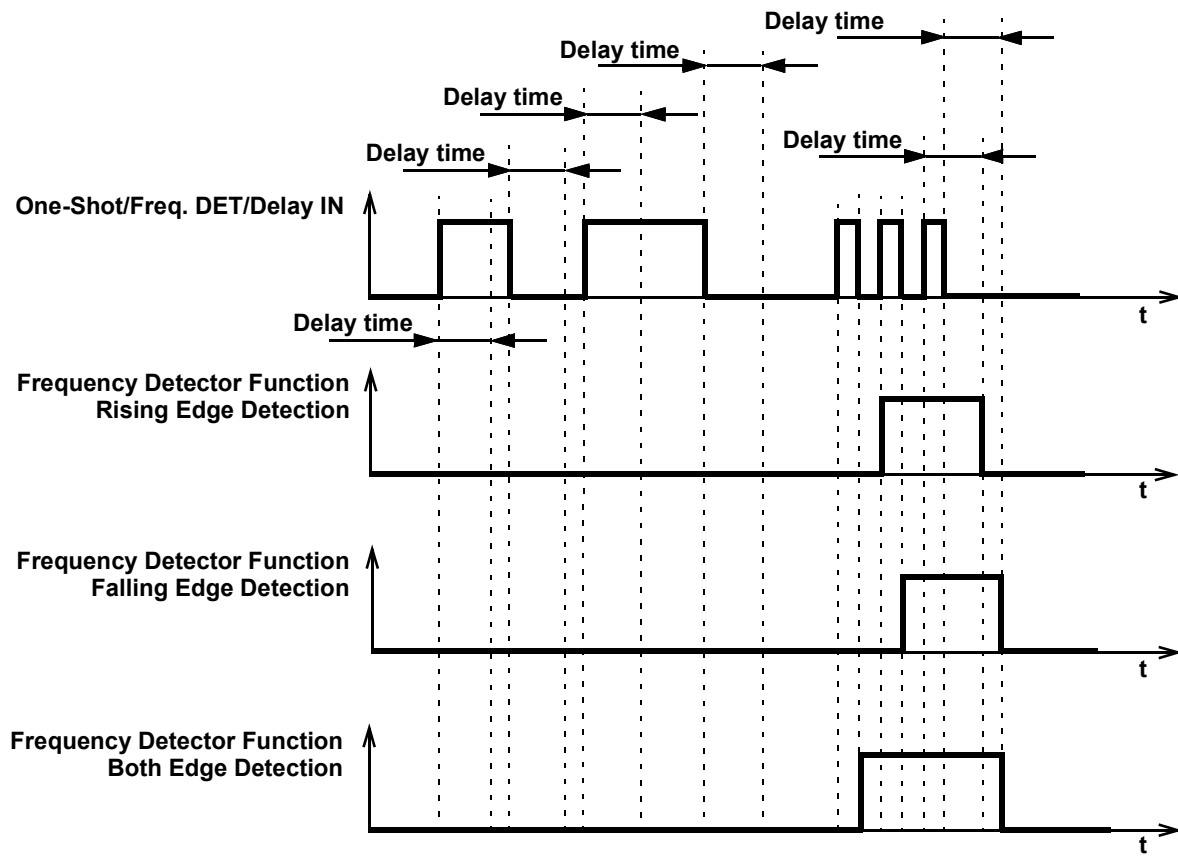 Delay time
Delay time
Delay time
Delay time
Delay time
One-Shot/Freq. DET/Delay IN
t
Delay time
Frequency Detector Function
Rising Edge Detection
t
Frequency Detector Function
Falling Edge Detection
t
Frequency Detector Function
Both Edge Detection
t